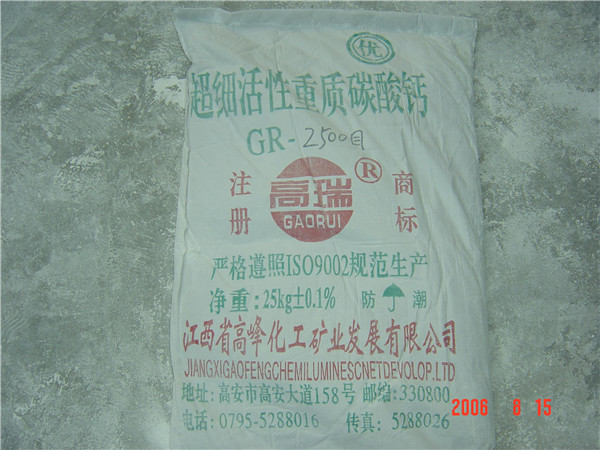 优
超细活性重质碳酸钙
GR-2500目
注册
高瑞
GAORUI
®
商标
严格遵照ISO9002规范生产
净重:25kg±0.1% 防潮
江西省高峰化工矿业发展有限公司
JIANGXIGAOFENGCHEMILUMINESCNETDEVOLOP.LTD
地址:高安市高安大道158号 邮编:330800
电话:0795-5288016 传真:5288026
2006 8 15